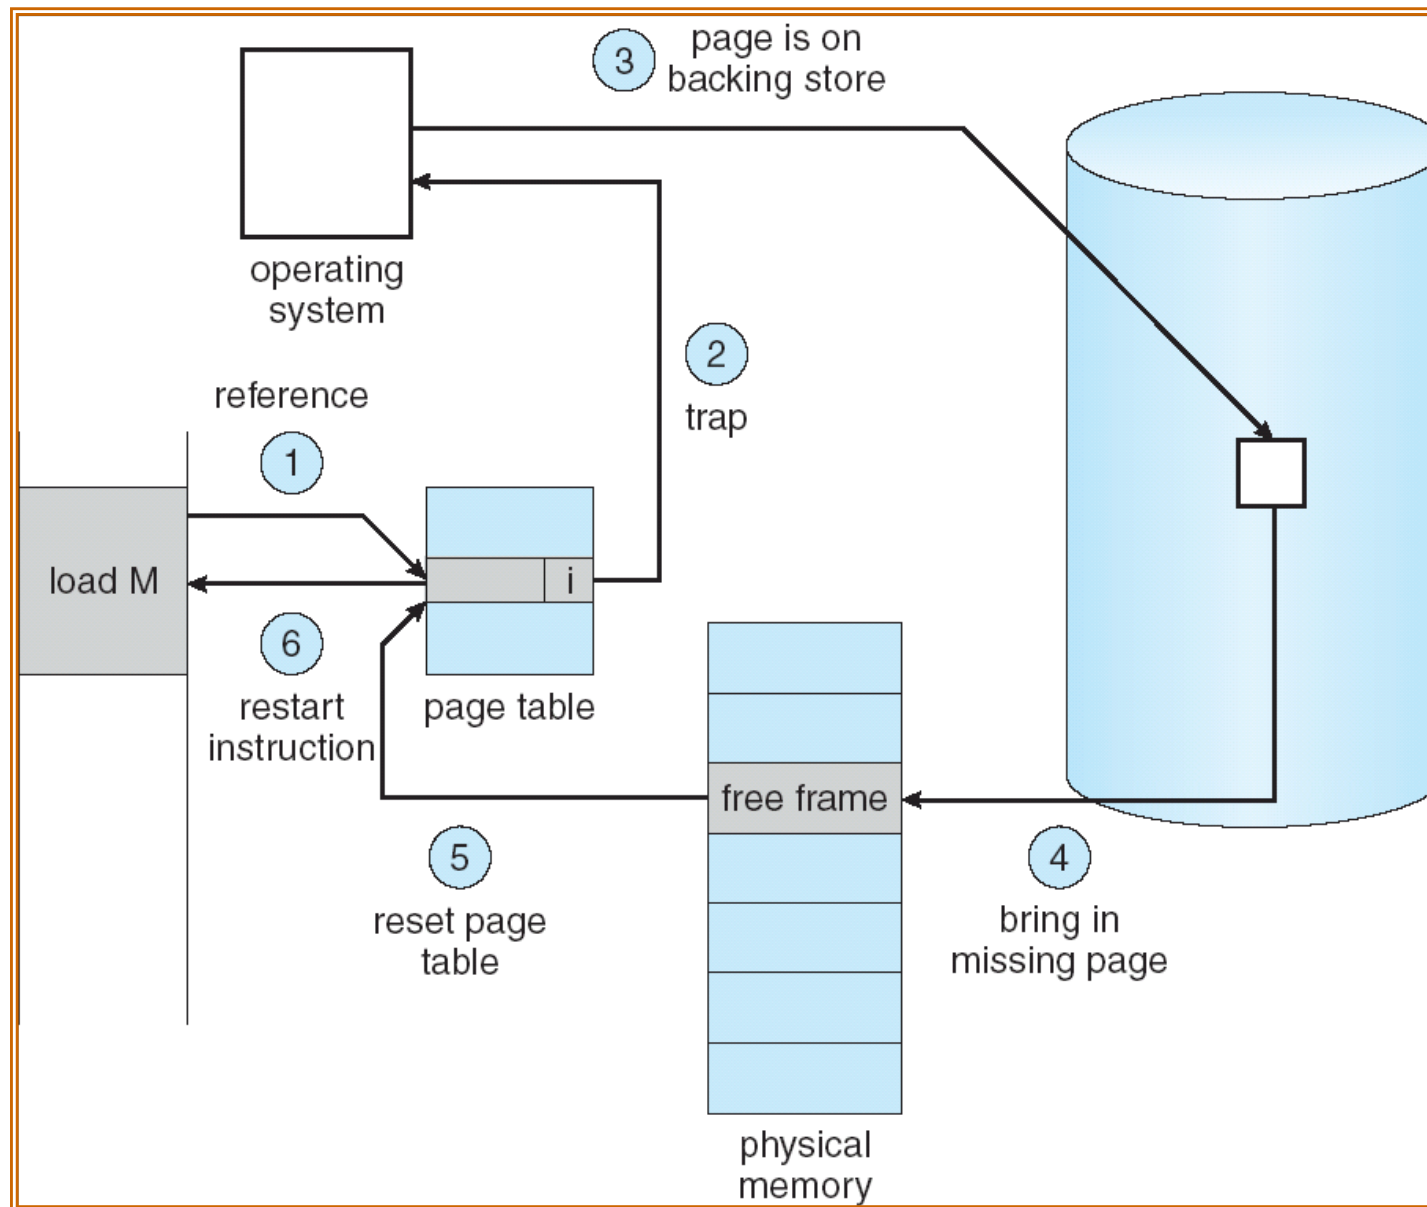 3
page is on
backing store
operating
system
2
trap
reference
1
load M
i
6
restart
instruction
page table
free frame
5
reset page
table
4
bring in
missing page
physical
memory